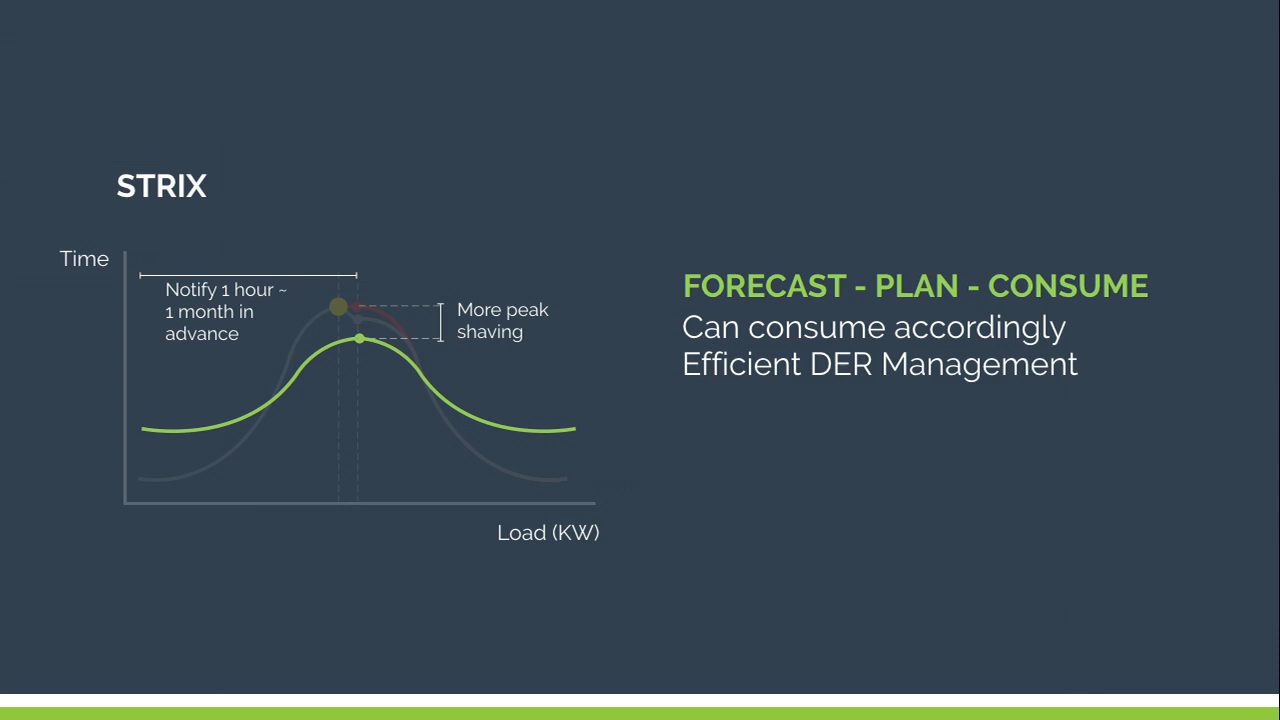 STRIX
Time
Notify 1 hour ~
1 month in
advance
More peak
shaving
Load (KW)
FORECAST - PLAN - CONSUME
Can consume accordingly
Efficient DER Management